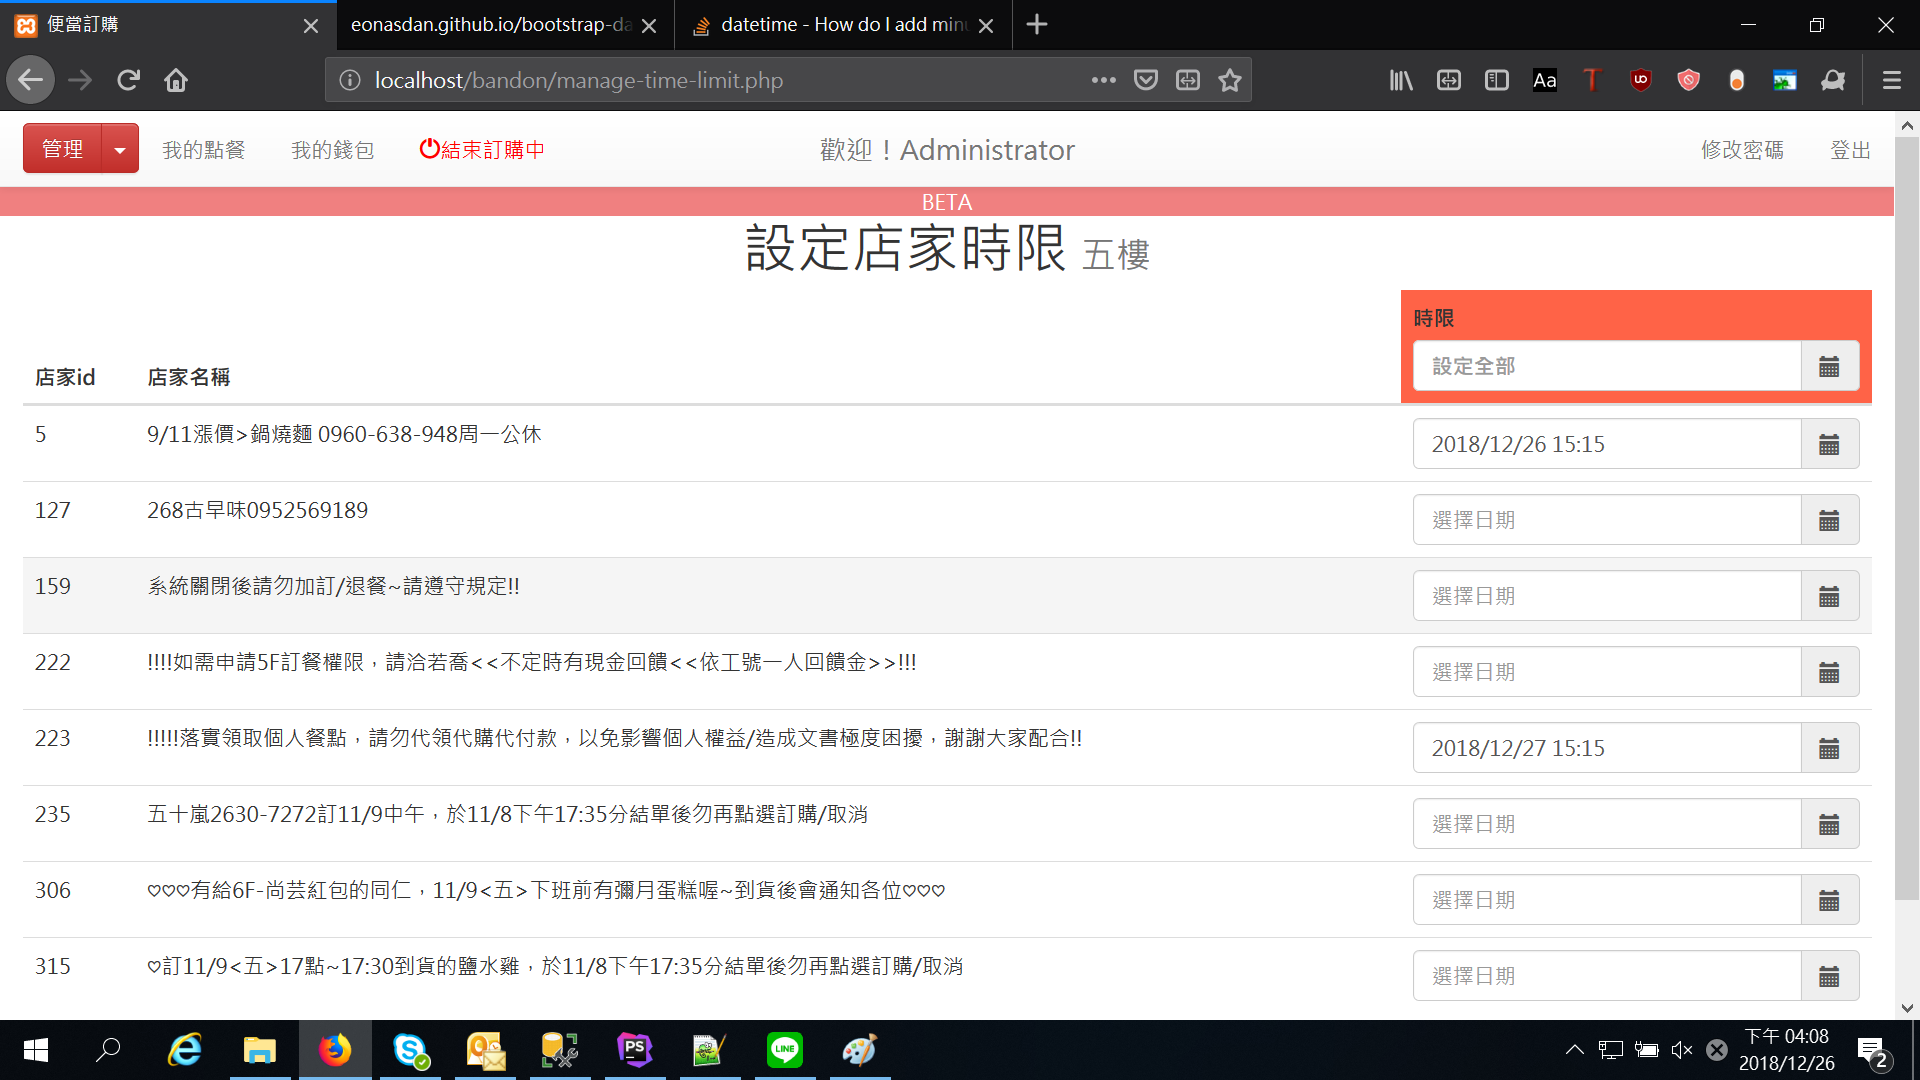 便當訂購
eonasdan.github.io/bootstrap-da
datetime - How do I add minu
localhost/bandon/manage-time-limit.php
Aa
管理
我的點餐
我的錢包
結束訂購中
歡迎！Administrator
修改密碼
登出
BETA
設定店家時限 五樓
時限
店家id
店家名稱
設定全部
5
9/11漲價>鍋燒麵 0960-638-948周一公休
2018/12/26 15:15
127
268古早味0952569189
選擇日期
159
系統關閉後請勿加訂/退餐~請遵守規定!!
選擇日期
222
!!!!如需申請5F訂餐權限，請洽若喬<<不定時有現金回饋<<依工號一人回饋金>>!!!
選擇日期
223
!!!!!落實領取個人餐點，請勿代領代購代付款，以免影響個人權益/造成文書極度困擾，謝謝大家配合!!
2018/12/27 15:15
235
五十嵐2630-7272訂11/9中午，於11/8下午17:35分結單後勿再點選訂購/取消
選擇日期
306
♡♡♡有給6F-尚芸紅包的同仁，11/9<五>下班前有彌月蛋糕喔~到貨後會通知各位♡♡♡
選擇日期
315
♡訂11/9<五>17點~17:30到貨的鹽水雞，於11/8下午17:35分結單後勿再點選訂購/取消
選擇日期
PS
LINE
下午 04:08
2018/12/26
2